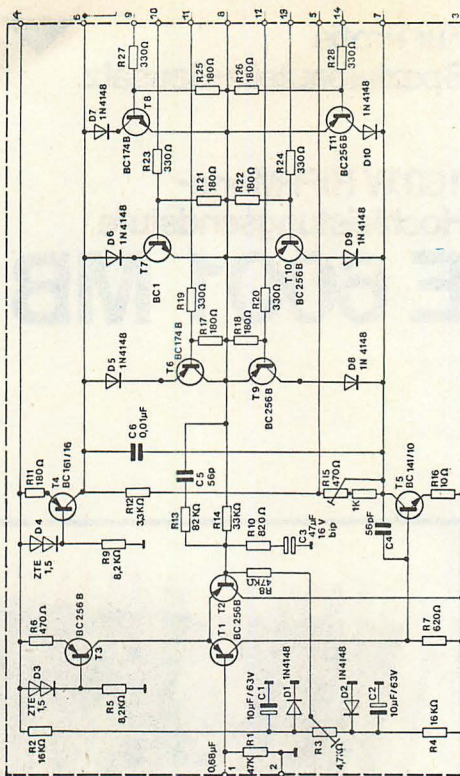 4
6
9
10
11
8
12
19
5
14
7
3
R27
330Ω
D7
1N4148
T8
BC174B
R25
180Ω
R26
180Ω
R28
330Ω
T11
BC256B
1N4148
D10
R23
330Ω
R21
180Ω
R22
180Ω
R24
330Ω
D6
1N4148
T7
BC1
T10
BC256B
D9
1N4148
R19
330Ω
R17
180Ω
R18
180Ω
R20
330Ω
D5
1N4148
T6
BC174B
T9
BC256B
D8
1N4148
C6
0,01µF
R11
180Ω
T4
BC161/16
D4
ZTE
1,5
R12
R9
8,2KΩ
C5
56p
R13
82KΩ
R14
33KΩ
R10
820Ω
C3
47µF
16V
bip
R8
47KΩ
R15
470Ω
1K
C4
56pF
T5
BC141/10
R16
10Ω
R6
470Ω
D3
ZTE
1,5
BC256B
T3
R5
8,2KΩ
R2
16KΩ
T1
T2
BC256B
R7
620Ω
10µF/63V
C1
D1
1N4148
D2
1N4148
C2
10µF/63V
R3
4,7KΩ
R4
16KΩ
0,68µF
1
R1
47K
2